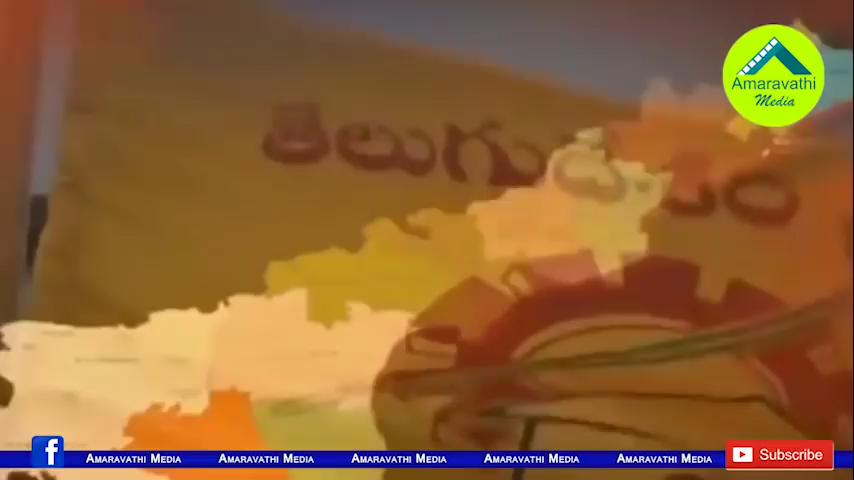 తెలుగుదేశం
Amaravathi
Media
f
AMARAVATHI MEDIA AMARAVATHI MEDIA AMARAVATHI MEDIA AMARAVATHI MEDIA AMARAVATHI MEDIA
Subscribe